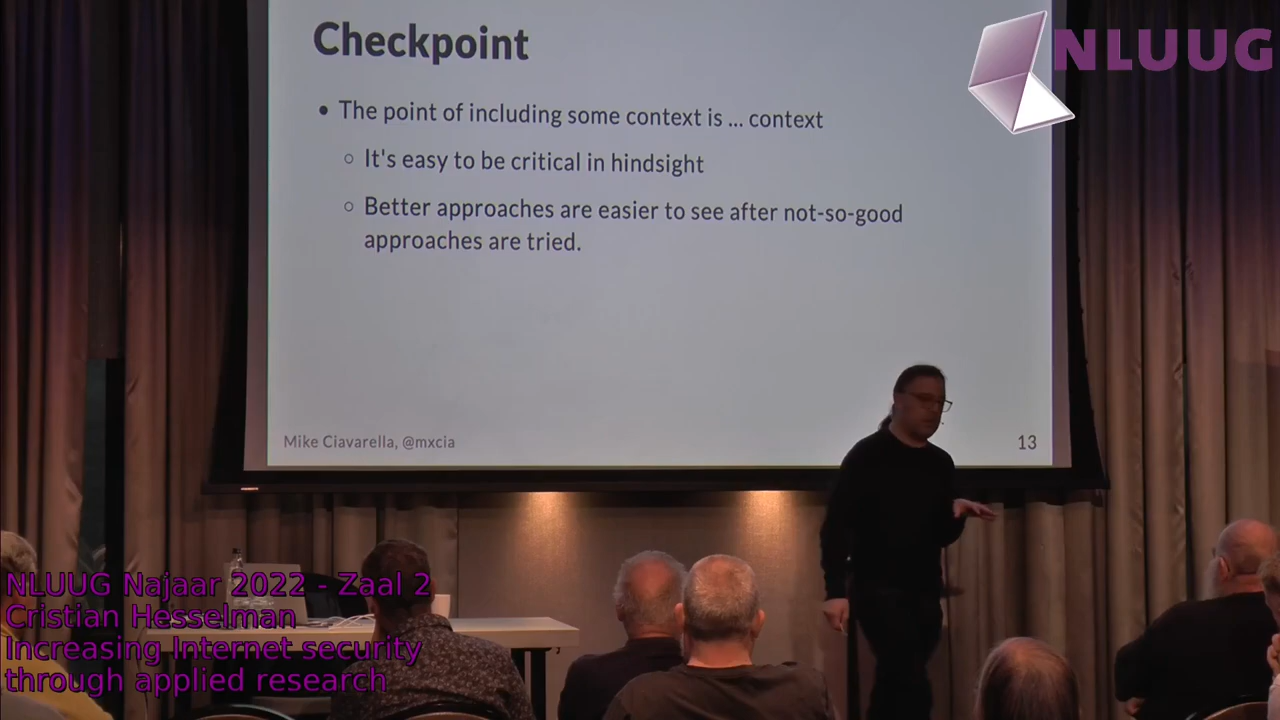 Checkpoint
NLUUG
• The point of including some context is ... context
○ It's easy to be critical in hindsight
○ Better approaches are easier to see after not-so-good
approaches are tried.
Mike Ciavarella, @mxcia
13
NLUUG Najaar 2022 - Zaal 2
Cristian Hesselman
Increasing Internet security
through applied research